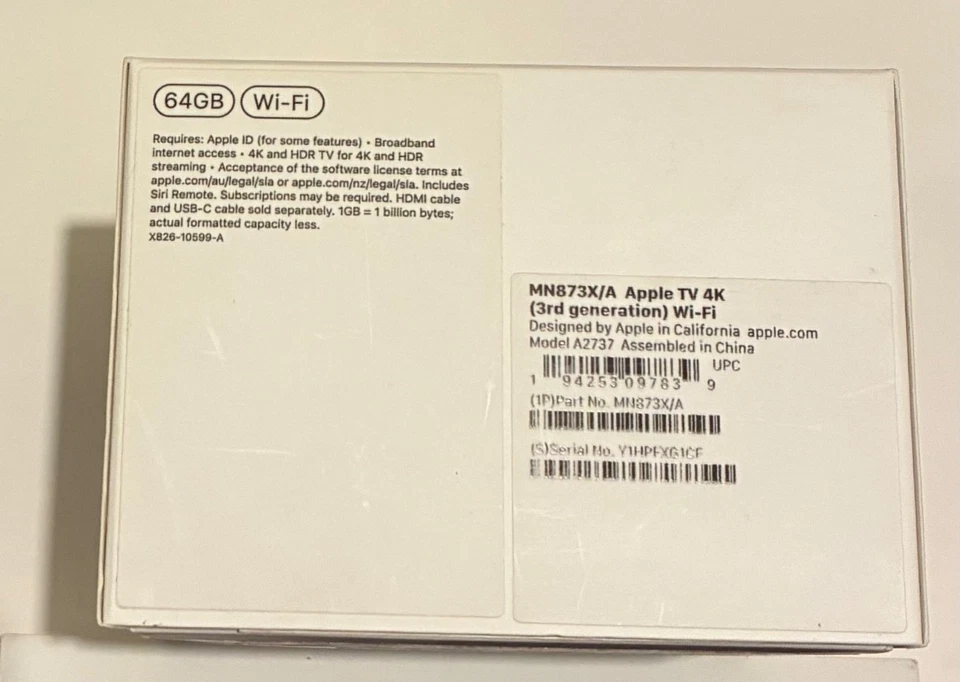 64GB Wi-Fi
Requires: Apple ID (for some features) • Broadband
internet access • 4K and HDR TV for 4K and HDR
streaming • Acceptance of the software license terms at
apple.com/au/legal/sla or apple.com/nz/legal/sla. Includes
Siri Remote. Subscriptions may be required. HDMI cable
and USB-C cable sold separately. 1GB = 1 billion bytes;
actual formatted capacity less.
X826-10599-A
MN873X/A Apple TV 4K
(3rd generation) Wi-Fi
Designed by Apple in California apple.com
Model A2737 Assembled in China
UPC
1 94253 09783 9
(1P)Part No. MN873X/A
(S)Serial No.